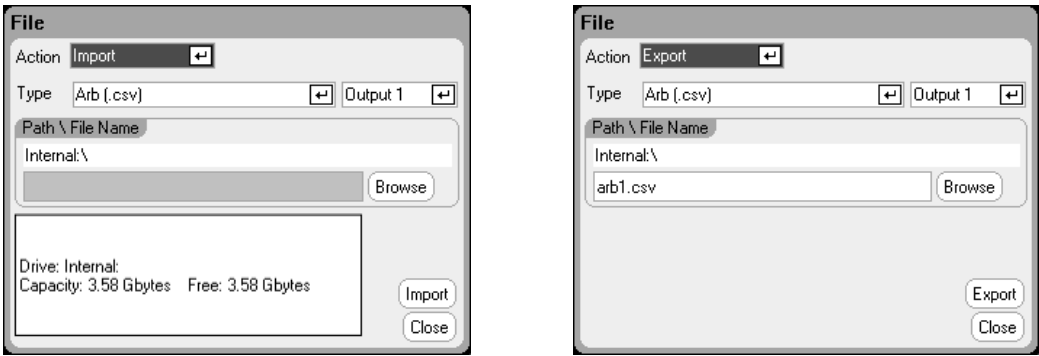 File
Action Import
Type Arb (.csv) Output 1
Path \ File Name
Internal:\
Browse
Drive: Internal:
Capacity: 3.58 Gbytes Free: 3.58 Gbytes
Import
Close
File
Action Export
Type Arb (.csv) Output 1
Path \ File Name
Internal:\
arb1.csv Browse
Export
Close